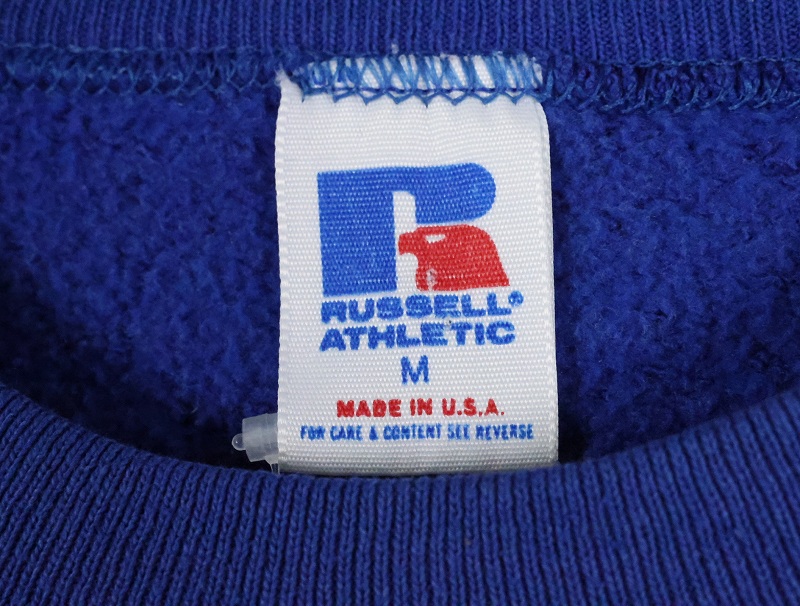 RUSSELL®
ATHLETIC
M
MADE IN U.S.A.
FOR CARE & CONTENT SEE REVERSE